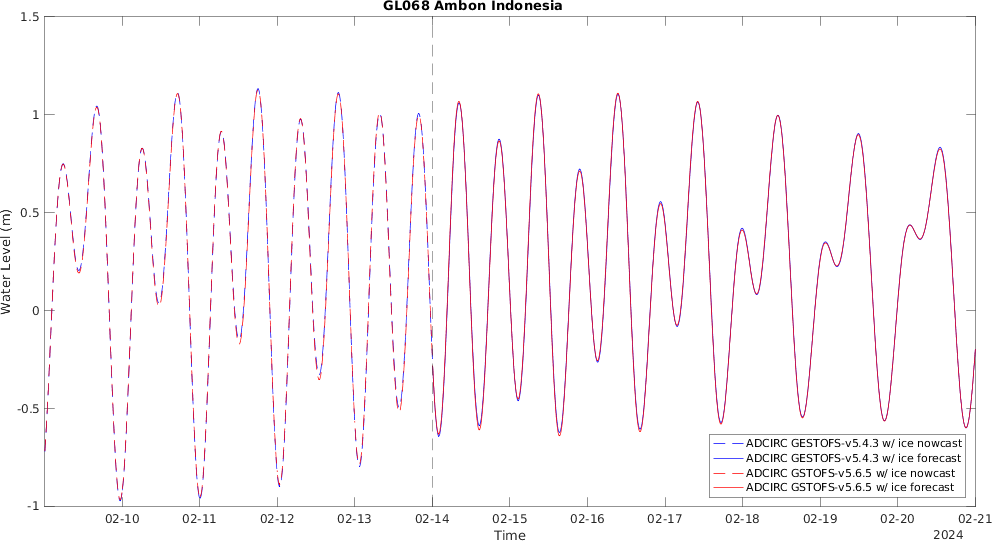 GL068 Ambon Indonesia
1.5
1
0.5
0
-0.5
-1
Water Level (m)
02-10 02-11 02-12 02-13 02-14 02-15 02-16 02-17 02-18 02-19 02-20 02-21
Time
2024
ADCIRC GESTOFS-v5.4.3 w/ ice nowcast
ADCIRC GESTOFS-v5.4.3 w/ ice forecast
ADCIRC GSTOFS-v5.6.5 w/ ice nowcast
ADCIRC GSTOFS-v5.6.5 w/ ice forecast